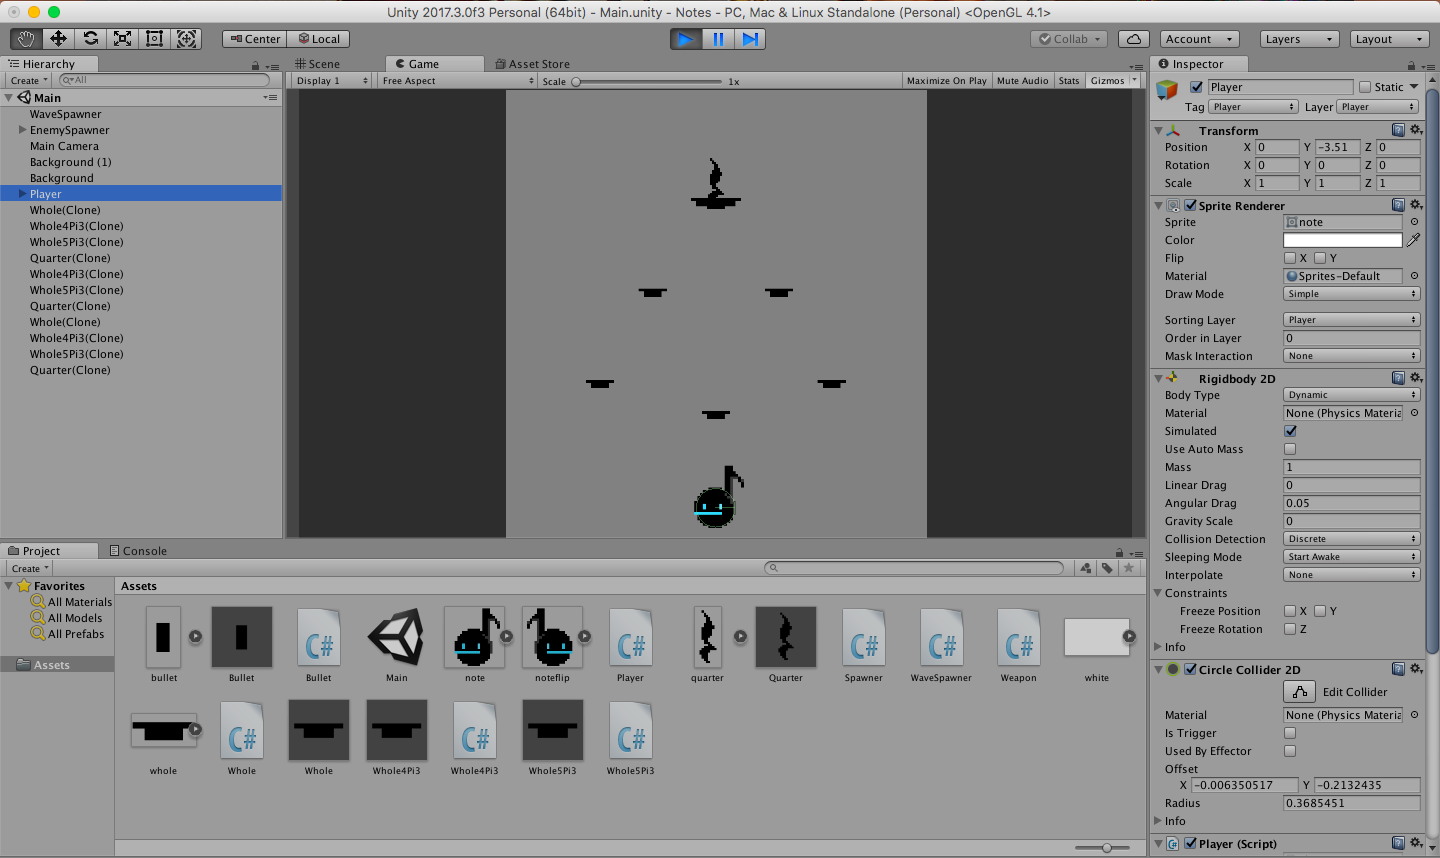 Unity 2017.3.0f3 Personal (64bit) - Main.unity - Notes - PC, Mac & Linux Standalone (Personal) <OpenGL 4.1>
Center Local Collab Account Layers Layout
Hierarchy
Create All
Main
WaveSpawner
EnemySpawner
Main Camera
Background (1)
Background
Player
Whole(Clone)
Whole4Pi3(Clone)
Whole5Pi3(Clone)
Quarter(Clone)
Whole4Pi3(Clone)
Whole5Pi3(Clone)
Quarter(Clone)
Whole(Clone)
Whole4Pi3(Clone)
Whole5Pi3(Clone)
Quarter(Clone)
Scene Game Asset Store
Display 1 Free Aspect Scale 1x Maximize On Play Mute Audio Stats Gizmos
Inspector
Player Static
Tag Player Layer Player
Transform
Position X 0 Y -3.51 Z 0
Rotation X 0 Y 0 Z 0
Scale X 1 Y 1 Z 1
Sprite Renderer
Sprite note
Color
Flip X Y
Material Sprites-Default
Draw Mode Simple
Sorting Layer Player
Order in Layer 0
Mask Interaction None
Rigidbody 2D
Body Type Dynamic
Material None (Physics Materia
Simulated
Use Auto Mass
Mass 1
Linear Drag 0
Angular Drag 0.05
Gravity Scale 0
Collision Detection Discrete
Sleeping Mode Start Awake
Interpolate None
Constraints
Freeze Position X Y
Freeze Rotation Z
Info
Circle Collider 2D
Edit Collider
Material None (Physics Materia
Is Trigger
Used By Effector
Offset
X -0.006350517 Y -0.2132435
Radius 0.3685451
Info
Player (Script)
Project Console
Create
Favorites
All Materials
All Models
All Prefabs
Assets
Assets
C# C# C# C# C#
bullet Bullet Bullet Main note noteflip Player quarter Quarter Spawner WaveSpawner Weapon white
C# C# C#
whole Whole Whole Whole4Pi3 Whole4Pi3 Whole5Pi3 Whole5Pi3